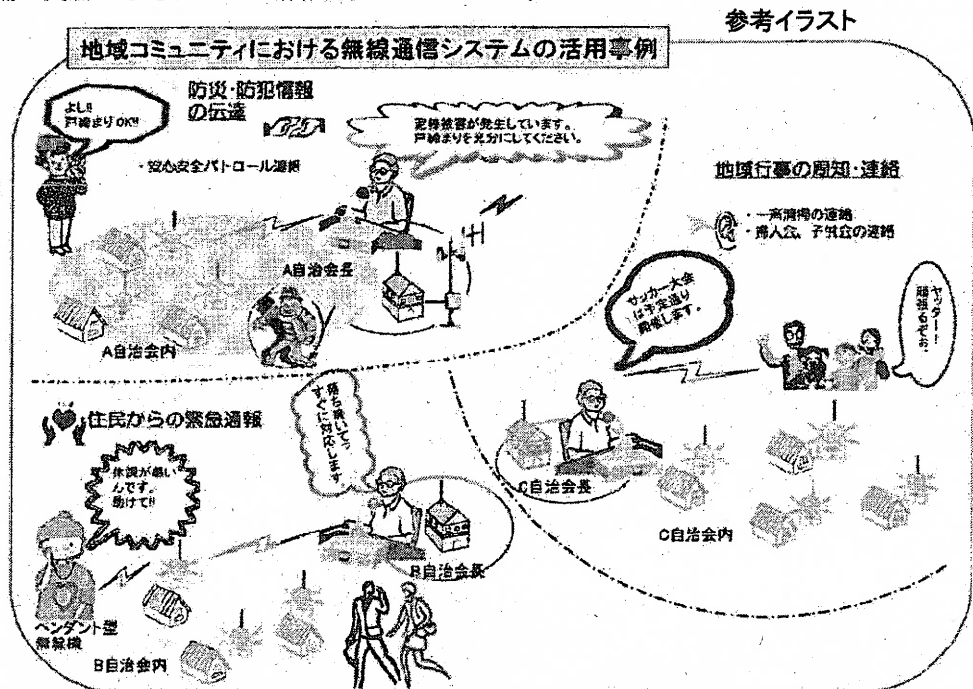 参考イラスト
地域コミュニティにおける無線通信システムの活用事例
防災・防犯情報
の伝達
よし!!
戸締まりOK!!
・安心安全パトロール連絡
泥棒被害が発生しています。
戸締まりを充分にしてください。
A自治会長
A自治会内
地域行事の周知・連絡
・一斉清掃の連絡
・婦人会、子供会の連絡
サッカー大会
は予定通り
開催します。
ヤッター!
頑張るぞぉ。
C自治会長
C自治会内
住民からの緊急通報
体調が悪い
んです。
助けて!!
落ち着いて?
すぐに対応します
B自治会長
ペンダント型
無線機
B自治会内